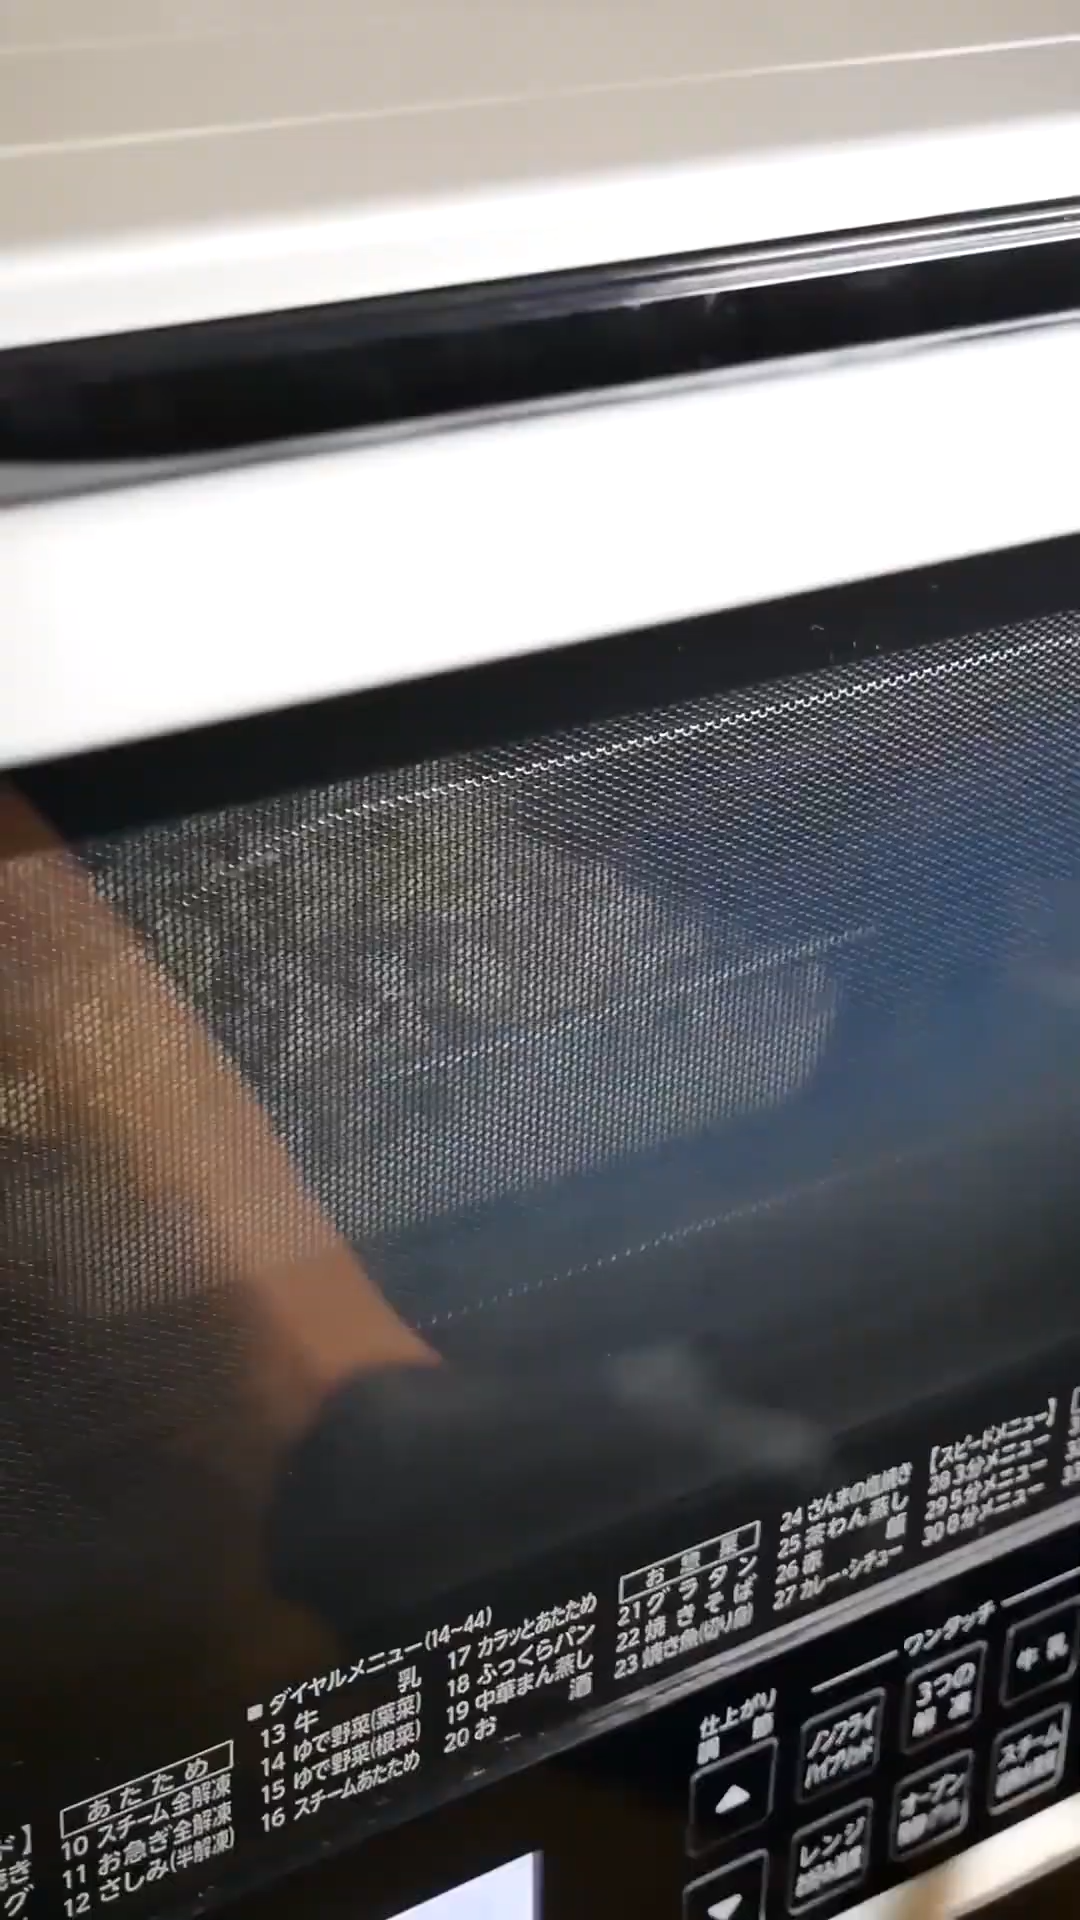 ド】
あたため
10 スチーム全解凍
11 お急ぎ全解凍
12 さしみ(半解凍)
■ ダイヤルメニュー(14~44)
13 牛 乳
14 ゆで野菜(葉菜)
15 ゆで野菜(根菜)
16 スチームあたため
17 カラッとあたため
18 ふっくらパン
19 中華まん蒸し
20 お 酒
お惣菜
21 グラタン
22 焼きそば
23 焼き魚(切り身)
24 さんまの塩焼き
25 茶わん蒸し
26 赤 飯
27 カレー・シチュー
【スピードメニュー】
28 3分メニュー
29 5分メニュー
30 8分メニュー
仕上がり
調 節
ワンタッチ
ノンフライ
ハイブリッド
3つの
解 凍
牛 乳
レンジ
オーブン
スチーム